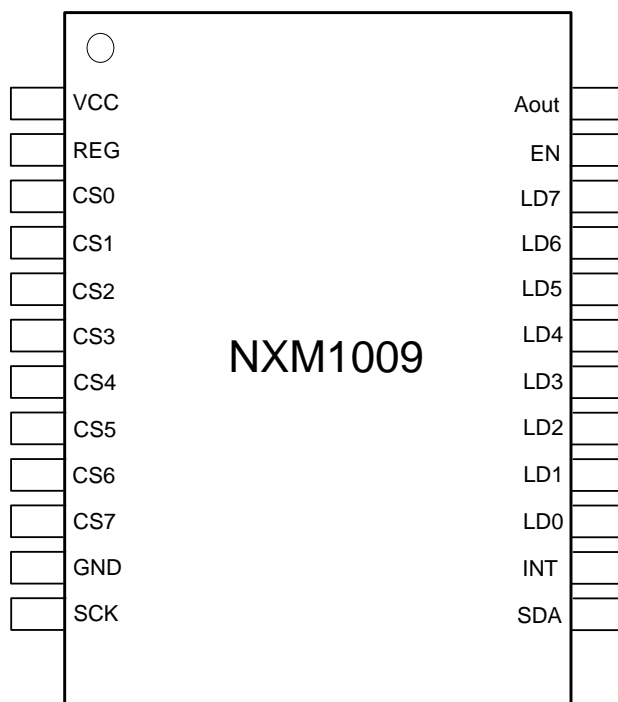 VCC
REG
CS0
CS1
CS2
CS3
CS4
CS5
CS6
CS7
GND
SCK
NXM1009
Aout
EN
LD7
LD6
LD5
LD4
LD3
LD2
LD1
LD0
INT
SDA